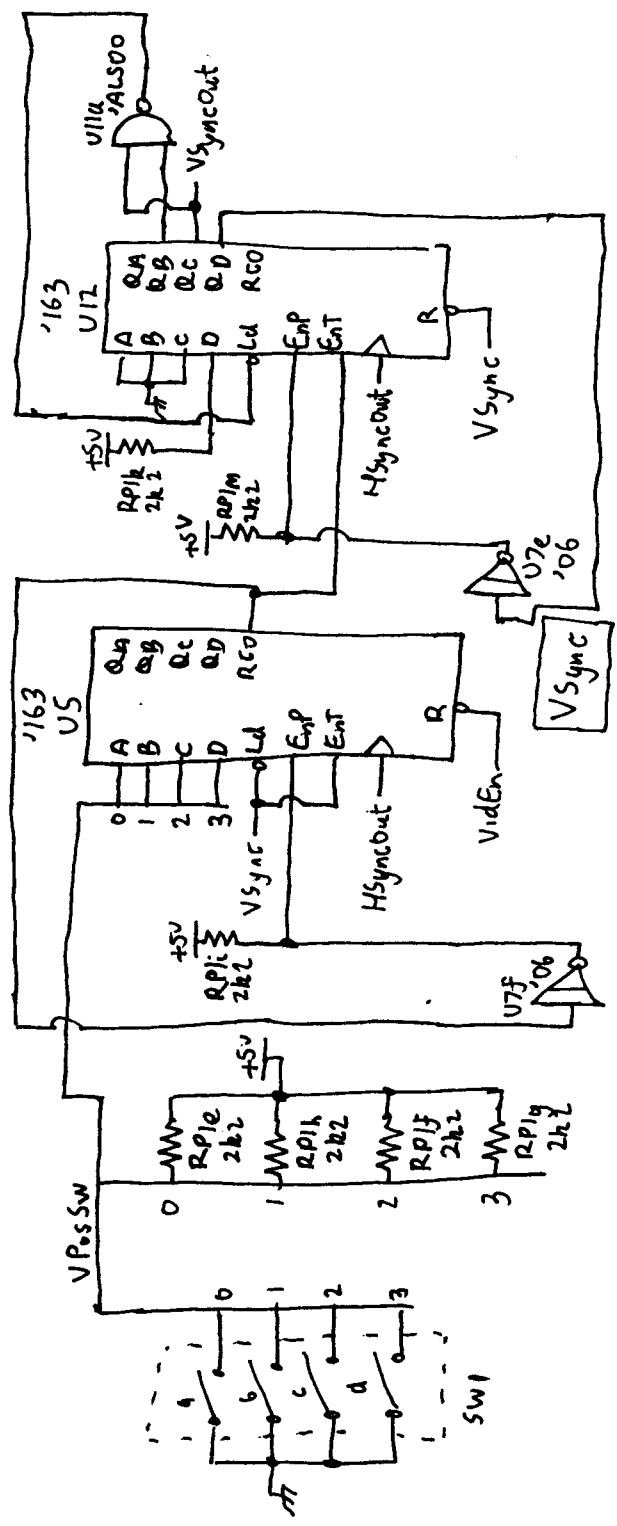 VPosSw
0
1
2
3
a
b
c
d
SW1
0
1
2
3
RP1e
2k2
RP1h
2k2
RP1f
2k2
RP1g
2k2
+5v
+5v
RP1i
2k2
U7f
'06
'163
U5
0
1
2
3
A
B
C
D
Ld
EnP
EnT
R
QA
QB
QC
QD
RCO
VSync
HSyncOut
VidEn
+5v
RP1k
2k2
+5v
RP1m
2k2
U7e
'06
VSync
'163
U12
A
B
C
D
Ld
EnP
EnT
R
QA
QB
QC
QD
RCO
HSyncOut
VSync
U11a
'ALS00
VSyncOut